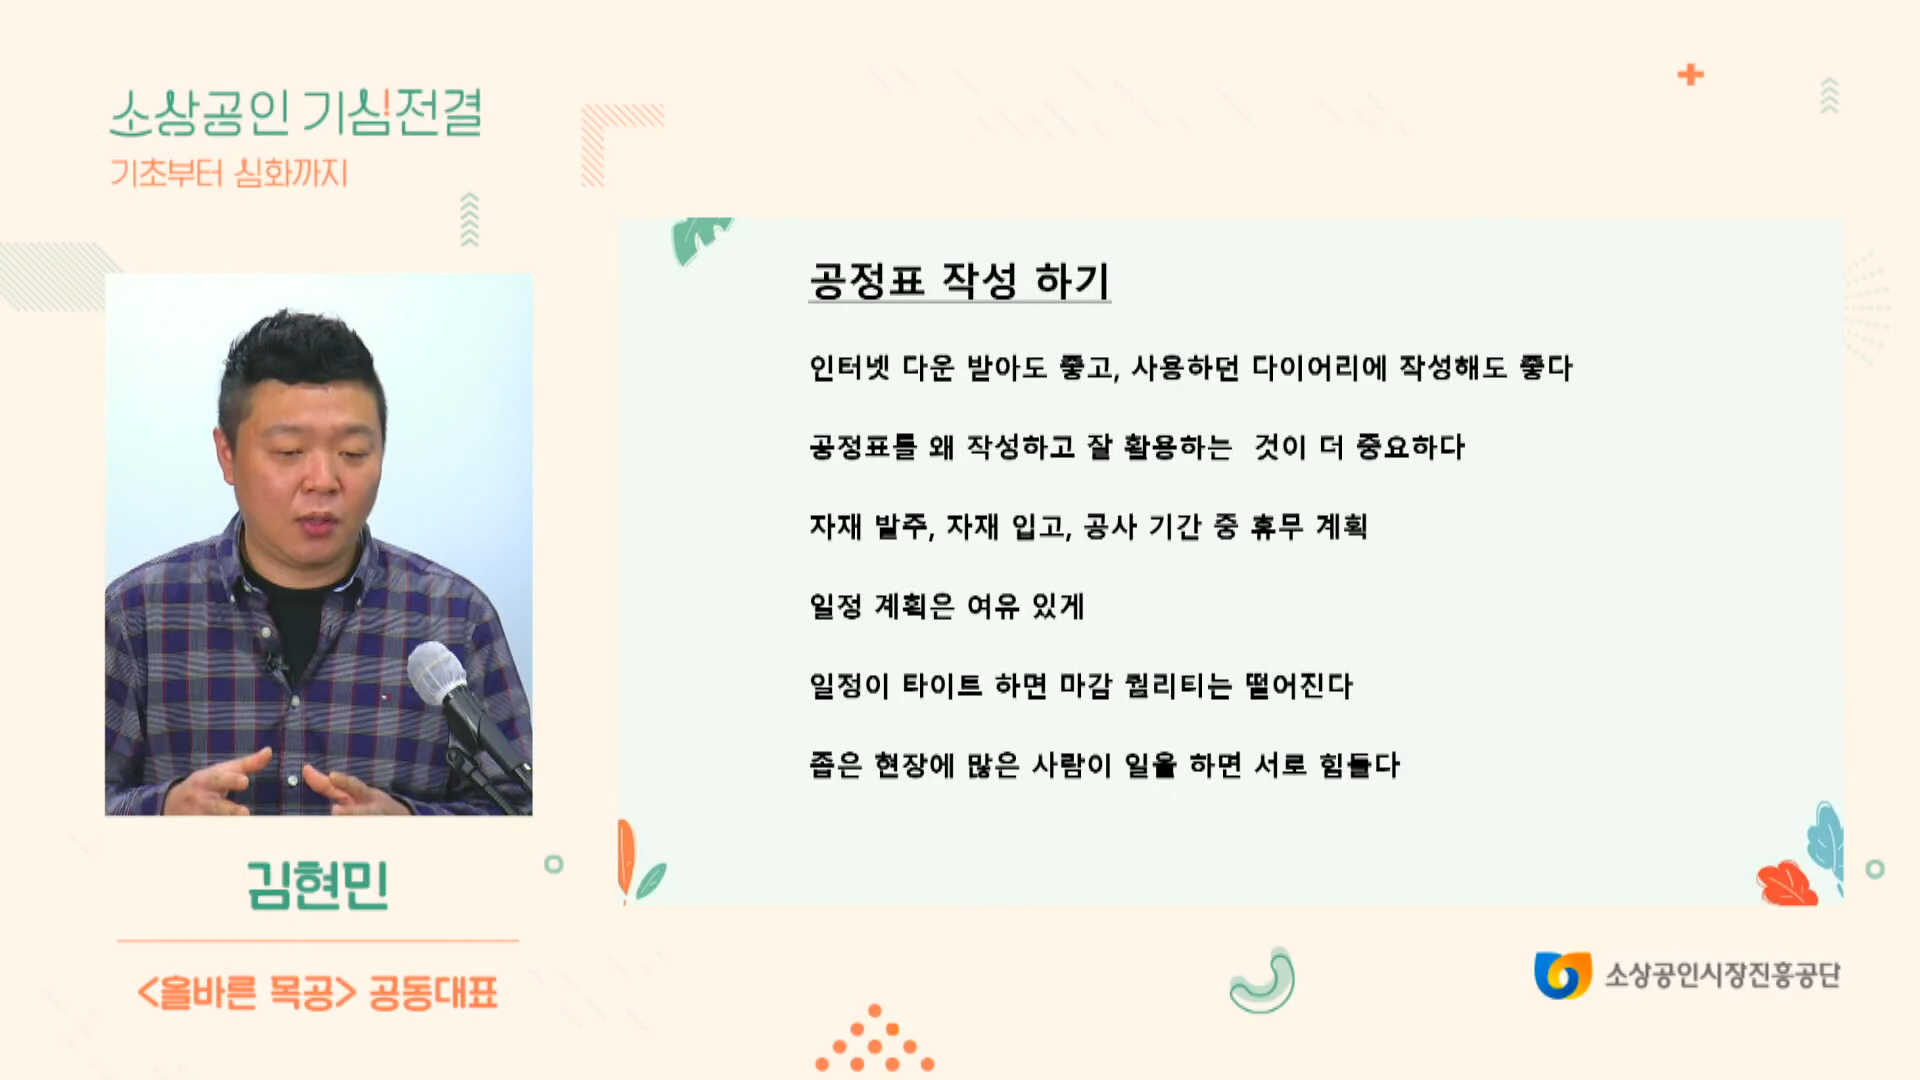 소상공인 기심전결
기초부터 심화까지
공정표 작성 하기
인터넷 다운 받아도 좋고, 사용하던 다이어리에 작성해도 좋다
공정표를 왜 작성하고 잘 활용하는 것이 더 중요하다
자재 발주, 자재 입고, 공사 기간 중 휴무 계획
일정 계획은 여유 있게
일정이 타이트 하면 마감 퀄리티는 떨어진다
좁은 현장에 많은 사람이 일을 하면 서로 힘들다
김현민
<올바른 목공> 공동대표
소상공인시장진흥공단